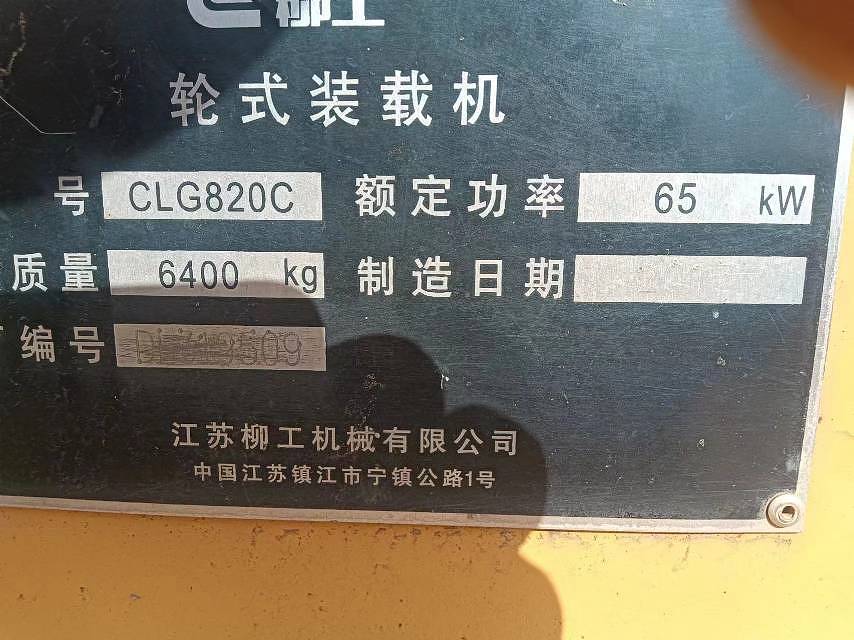 柳工
轮式装载机
号 CLG820C 额定功率 65 kW
质量 6400 kg 制造日期
编号
江苏柳工机械有限公司
中国江苏镇江市宁镇公路1号